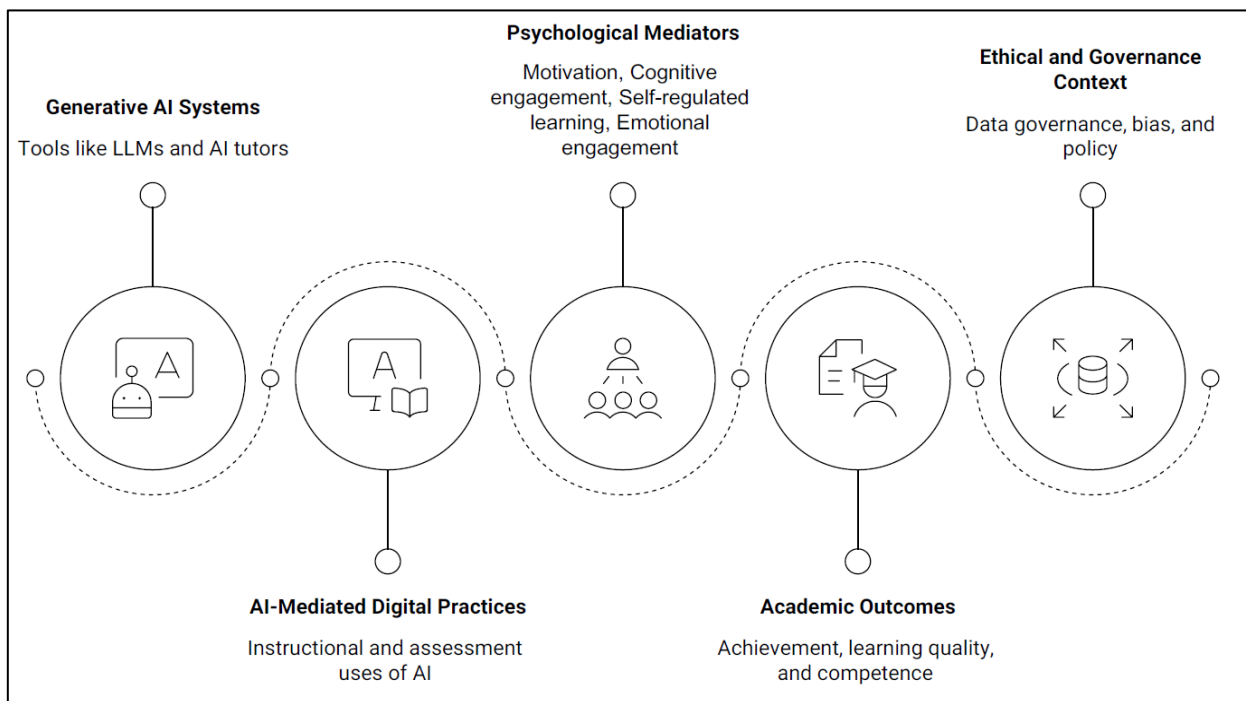 Generative AI Systems
Tools like LLMs and AI tutors
A
AI-Mediated Digital Practices
Instructional and assessment
uses of AI
A
Psychological Mediators
Motivation, Cognitive
engagement, Self-regulated
learning, Emotional
engagement
Academic Outcomes
Achievement, learning quality,
and competence
Ethical and Governance
Context
Data governance, bias, and
policy